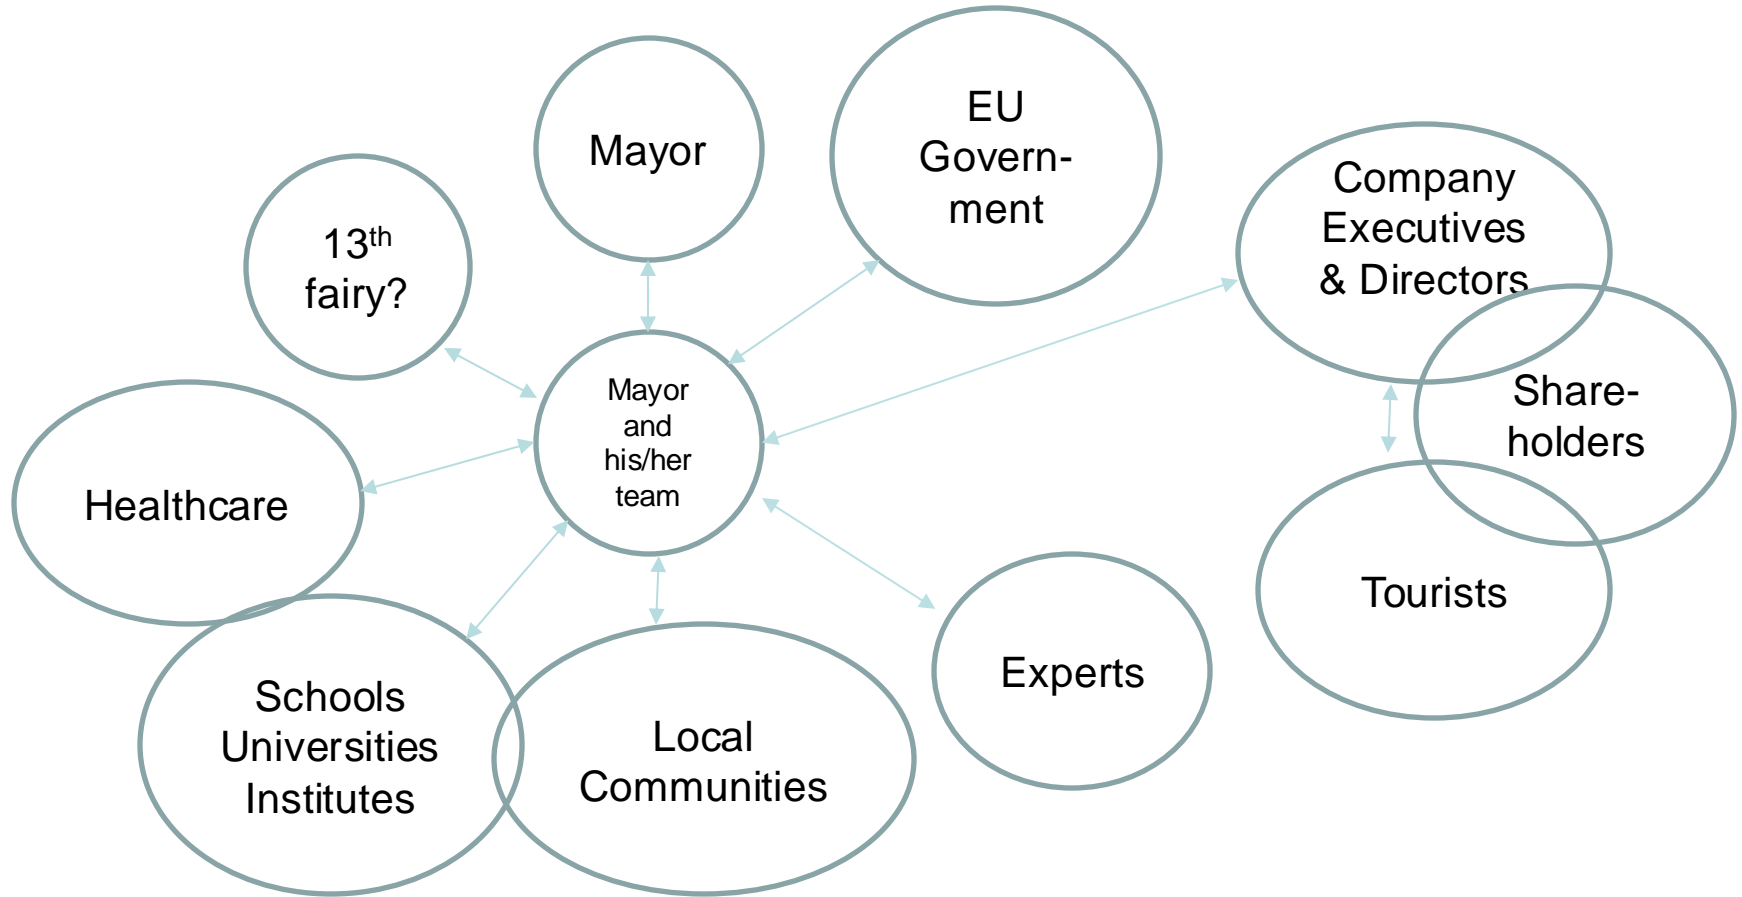 Mayor
EU
Govern-
ment
Company
Executives
& Directors
13th
fairy?
Share-
holders
Mayor
and
his/her
team
Healthcare
Tourists
Experts
Schools
Universities
Institutes
Local
Communities